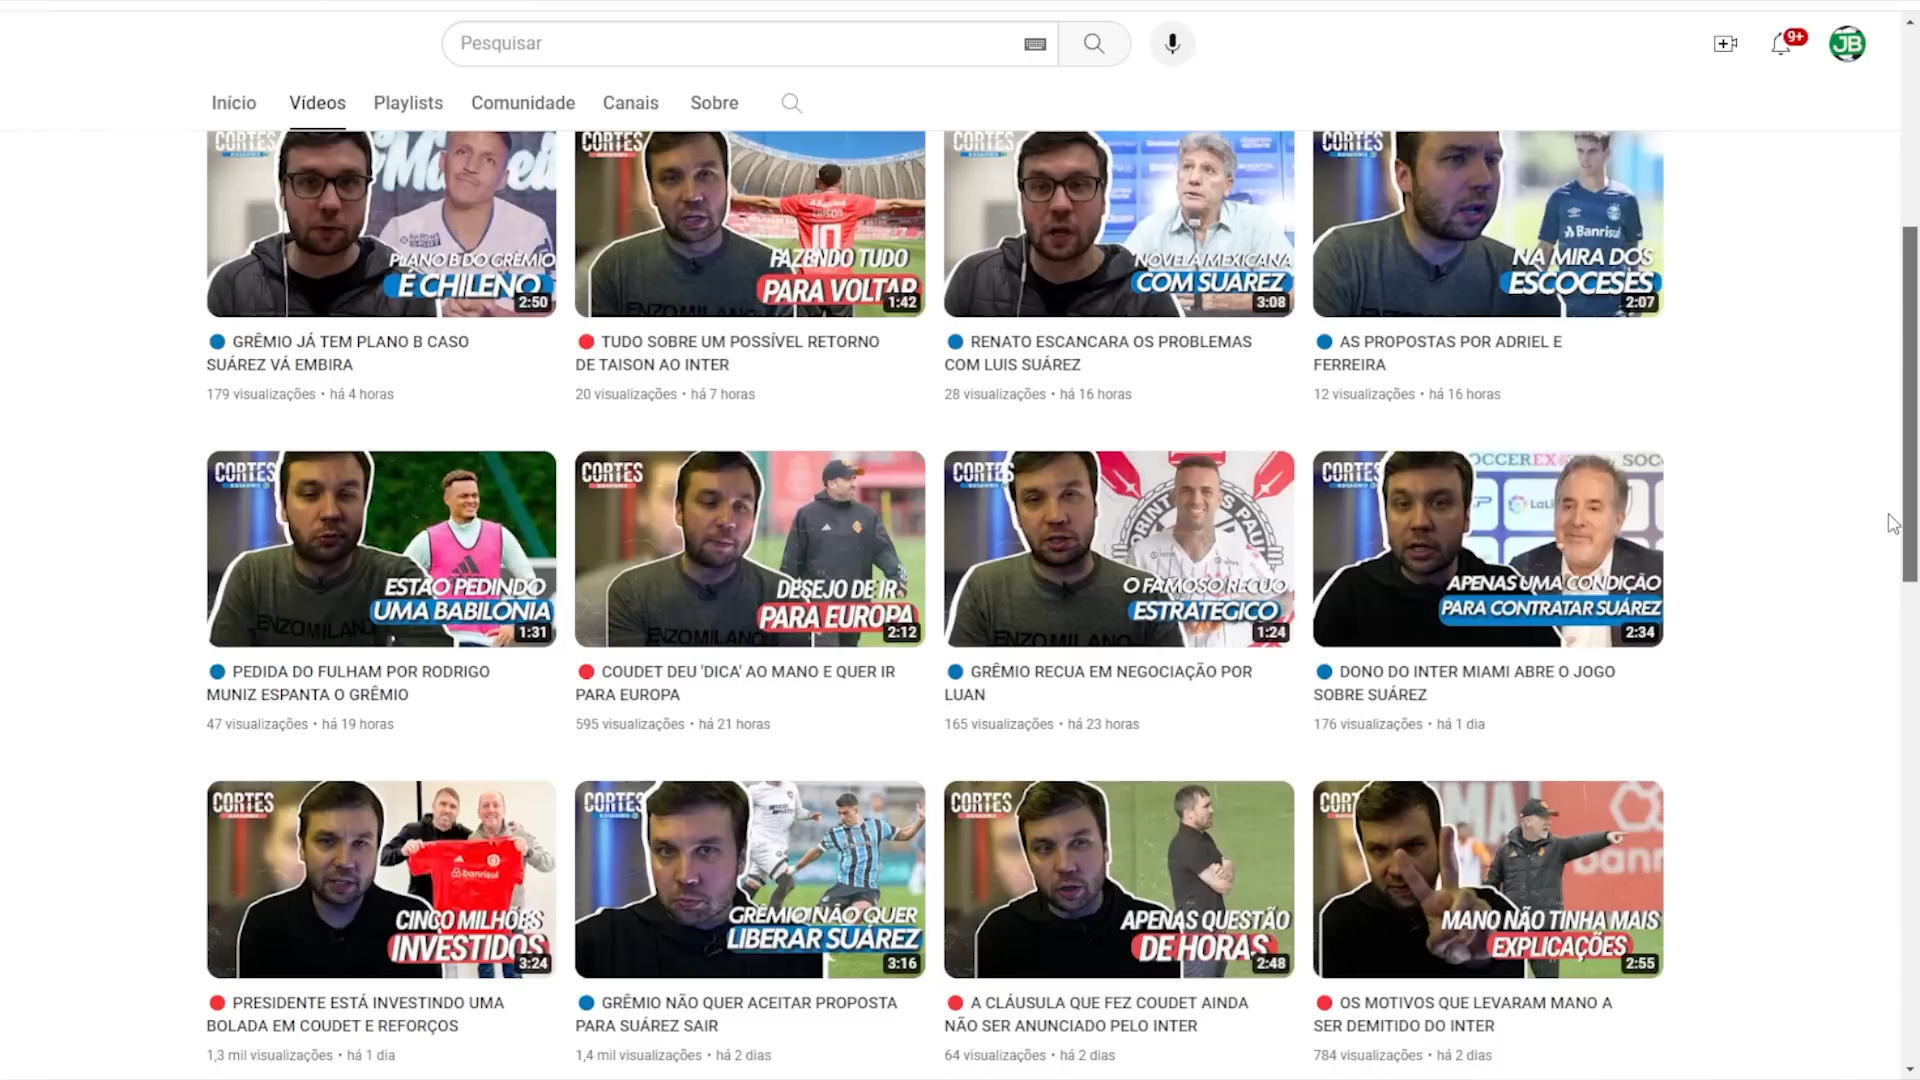 Pesquisar
9+
JB
Início Vídeos Playlists Comunidade Canais Sobre
CORTES
PLANO B DO GRÊMIO
É CHILENO
2:50
CORTES
Banrisul
TAISON
10
FAZENDO TUDO
PARA VOLTAR
1:42
CORTES
NOVELA MEXICANA
COM SUAREZ
3:08
CORTES
Banrisul
NA MIRA DOS
ESCOCESES
2:07
GRÊMIO JÁ TEM PLANO B CASO
SUÁREZ VÁ EMBIRA
179 visualizações • há 4 horas
TUDO SOBRE UM POSSÍVEL RETORNO
DE TAISON AO INTER
20 visualizações • há 7 horas
RENATO ESCANCARA OS PROBLEMAS
COM LUIS SUÁREZ
28 visualizações • há 16 horas
AS PROPOSTAS POR ADRIEL E
FERREIRA
12 visualizações • há 16 horas
CORTES
ENZOMILANO
ESTÃO PEDINDO
UMA BABILÔNIA
1:31
CORTES
ENZOMILANO
DESEJO DE IR
PARA EUROPA
2:12
CORTES
ENZOMILANO
O FAMOSO RECUO
ESTRATÉGICO
1:24
CORTES
SOCCEREX
LaLi
APENAS UMA CONDIÇÃO
PARA CONTRATAR SUÁREZ
2:34
PEDIDA DO FULHAM POR RODRIGO
MUNIZ ESPANTA O GRÊMIO
47 visualizações • há 19 horas
COUDET DEU 'DICA' AO MANO E QUER IR
PARA EUROPA
595 visualizações • há 21 horas
GRÊMIO RECUA EM NEGOCIAÇÃO POR
LUAN
165 visualizações • há 23 horas
DONO DO INTER MIAMI ABRE O JOGO
SOBRE SUÁREZ
176 visualizações • há 1 dia
CORTES
banrisul
CINCO MILHÕES
INVESTIDOS
3:24
CORTES
GRÊMIO NÃO QUER
LIBERAR SUÁREZ
3:16
CORTES
APENAS QUESTÃO
DE HORAS
2:48
COR
banri
MANO NÃO TINHA MAIS
EXPLICAÇÕES
2:55
PRESIDENTE ESTÁ INVESTINDO UMA
BOLADA EM COUDET E REFORÇOS
1,3 mil visualizações • há 1 dia
GRÊMIO NÃO QUER ACEITAR PROPOSTA
PARA SUÁREZ SAIR
1,4 mil visualizações • há 2 dias
A CLÁUSULA QUE FEZ COUDET AINDA
NÃO SER ANUNCIADO PELO INTER
64 visualizações • há 2 dias
OS MOTIVOS QUE LEVARAM MANO A
SER DEMITIDO DO INTER
784 visualizações • há 2 dias